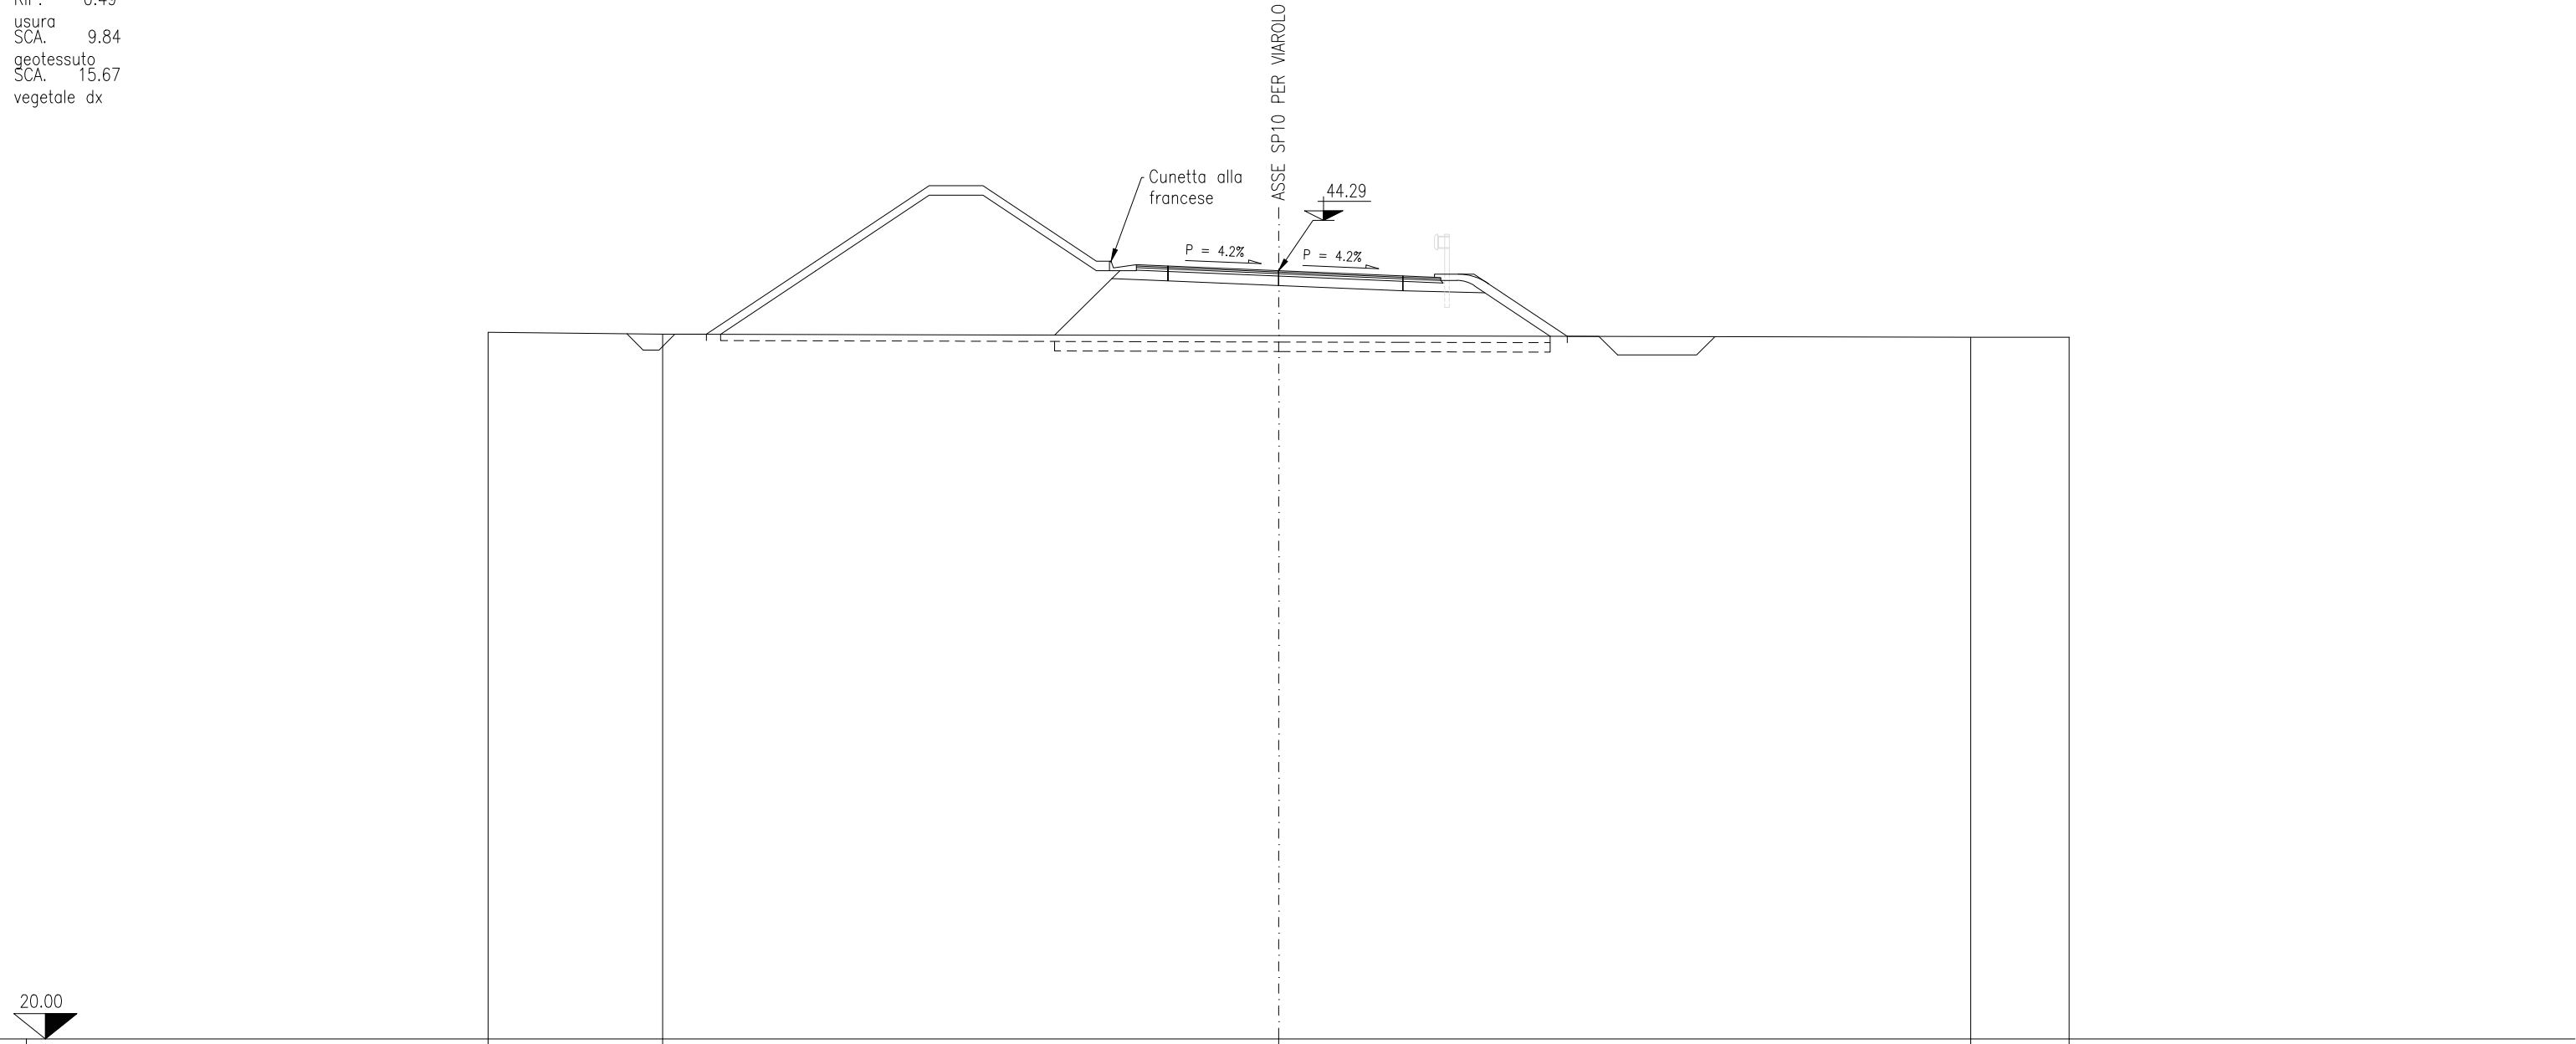 usura
SCA. 9.84
geotessuto
SCA. 15.67
vegetale dx
ASSE SP10 PER VIAROLO
Cunetta alla
francese
44.29
P = 4.2%
P = 4.2%
20.00